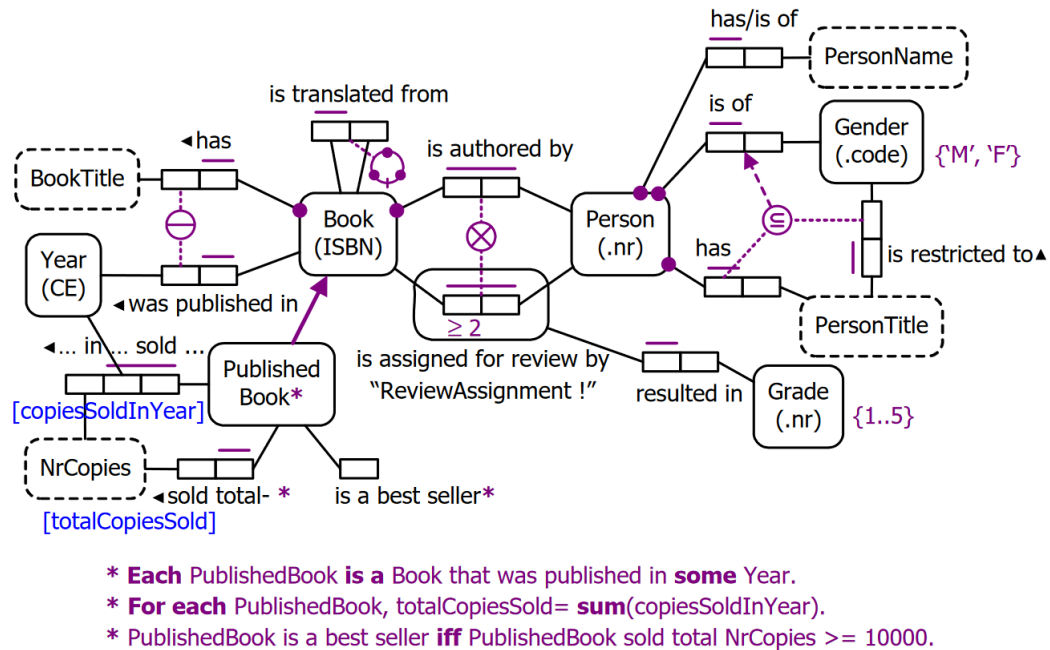 has/is of
PersonName
is translated from
is of
Gender
(.code)
{'M', 'F'}
◄has
is authored by
BookTitle
Book
(ISBN)
Person
(.nr)
⊆
has
is restricted to▲
Year
(CE)
◄was published in
≥ 2
PersonTitle
◄... in ... sold ...
Published
Book*
is assigned for review by
"ReviewAssignment !"
resulted in
Grade
(.nr)
{1..5}
[copiesSoldInYear]
NrCopies
◄sold total- *
is a best seller*
[totalCopiesSold]
* Each PublishedBook is a Book that was published in some Year.
* For each PublishedBook, totalCopiesSold= sum(copiesSoldInYear).
* PublishedBook is a best seller iff PublishedBook sold total NrCopies >= 10000.